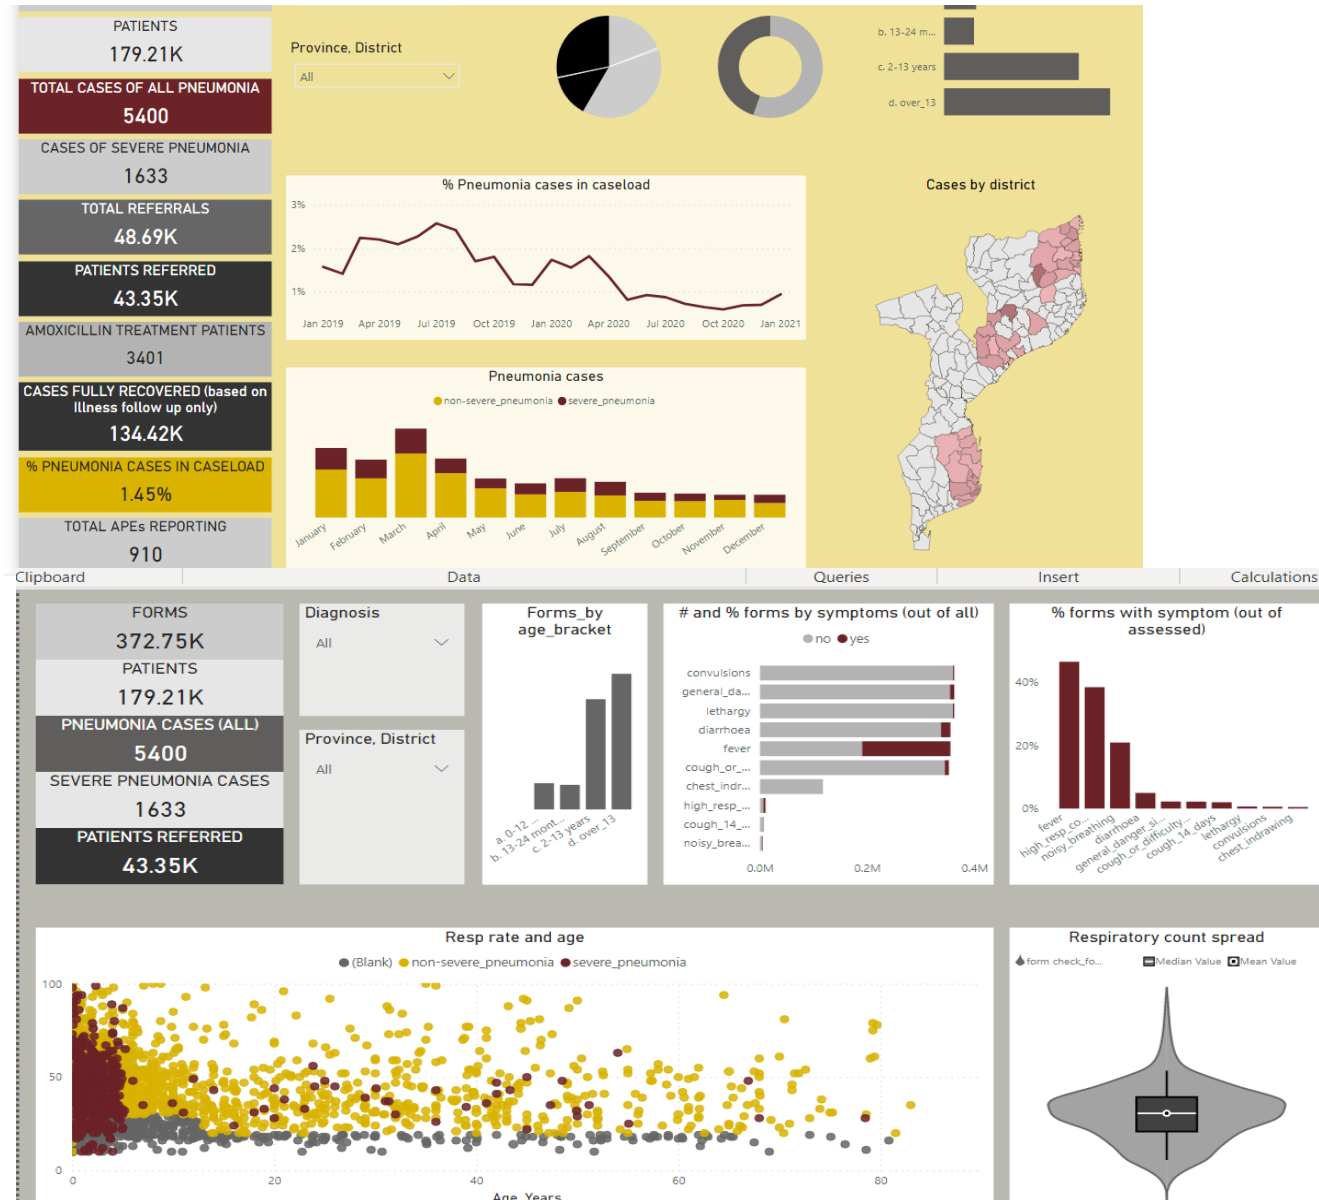 PATIENTS
179.21K
TOTAL CASES OF ALL PNEUMONIA
5400
CASES OF SEVERE PNEUMONIA
1633
TOTAL REFERRALS
48.69K
PATIENTS REFERRED
43.35K
AMOXICILLIN TREATMENT PATIENTS
3401
CASES FULLY RECOVERED (based on
Illness follow up only)
134.42K
% PNEUMONIA CASES IN CASELOAD
1.45%
TOTAL APEs REPORTING
910
Province, District
All
b. 13-24 m...
c. 2-13 years
d. over_13
% Pneumonia cases in caseload
3%
2%
1%
Jan 2019 Apr 2019 Jul 2019 Oct 2019 Jan 2020 Apr 2020 Jul 2020 Oct 2020 Jan 2021
Cases by district
Pneumonia cases
non-severe_pneumonia severe_pneumonia
January February March April May June July August September October November December
Clipboard Data Queries Insert Calculations
FORMS
372.75K
PATIENTS
179.21K
PNEUMONIA CASES (ALL)
5400
SEVERE PNEUMONIA CASES
1633
PATIENTS REFERRED
43.35K
Diagnosis
All
Province, District
All
Forms_by
age_bracket
a. 0-12 ...
b. 13-24 mont...
c. 2-13 years
d. over_13
# and % forms by symptoms (out of all)
no yes
convulsions
general_da...
lethargy
diarrhoea
fever
cough_or_...
chest_indr...
high_resp_...
cough_14_...
noisy_brea...
0.0M 0.2M 0.4M
% forms with symptom (out of
assessed)
40%
20%
0%
fever
high_resp_co...
noisy_breathing
diarrhoea
general_danger_si...
cough_or_difficulty...
cough_14_days
lethargy
convulsions
chest_indrawing
Resp rate and age
(Blank) non-severe_pneumonia severe_pneumonia
100
50
0
0 20 40 60 80
Age_Years
Respiratory count spread
form check_fo... Median Value Mean Value